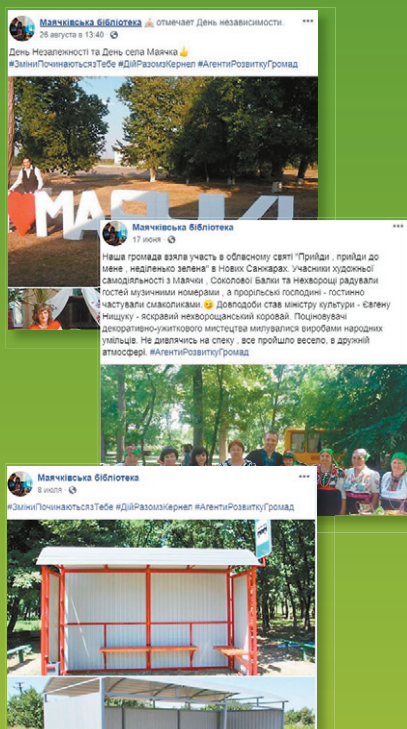 Маячківська бібліотека отмечает День независимости.
26 августа в 13:40 ·
День Незалежності та День села Маячка
#ЗміниПочинаютьсязТебе #ДійРазомзКернел #АгентиРозвиткуГромад
Маячківська бібліотека
17 июня ·
Наша громада взяла участь в обласному святі "Прийди , прийди до
мене , неділенько зелена" в Нових Санжарах. Учасники художньої
самодіяльності з Маячки , Соколової Балки та Нехворощі радували
гостей музичними номерами , а прорільські господині - гостинно
частували смаколиками. Довподоби став міністру культури - Євгену
Нищуку - яскравий нехворощанський коровай. Поціновувачі
декоративно-ужиткового мистецтва милувалися виробами народних
умільців. Не дивлячись на спеку , все пройшло весело, в дружній
атмосфері. #АгентиРозвиткуГромад
Маячківська бібліотека
8 июля ·
#ЗміниПочинаютьсязТебе #ДійРазомзКернел #АгентиРозвиткуГромад